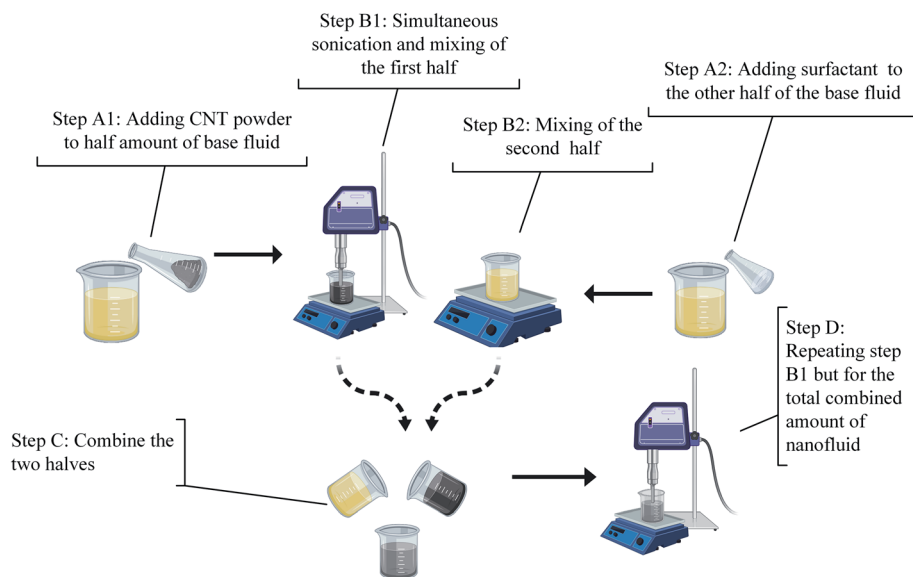 Step B1: Simultaneous
sonication and mixing of
the first half
Step A2: Adding surfactant to
the other half of the base fluid
Step A1: Adding CNT powder
to half amount of base fluid
Step B2: Mixing of the
second half
Step D:
Repeating step
B1 but for the
total combined
amount of
nanofluid
Step C: Combine the
two halves